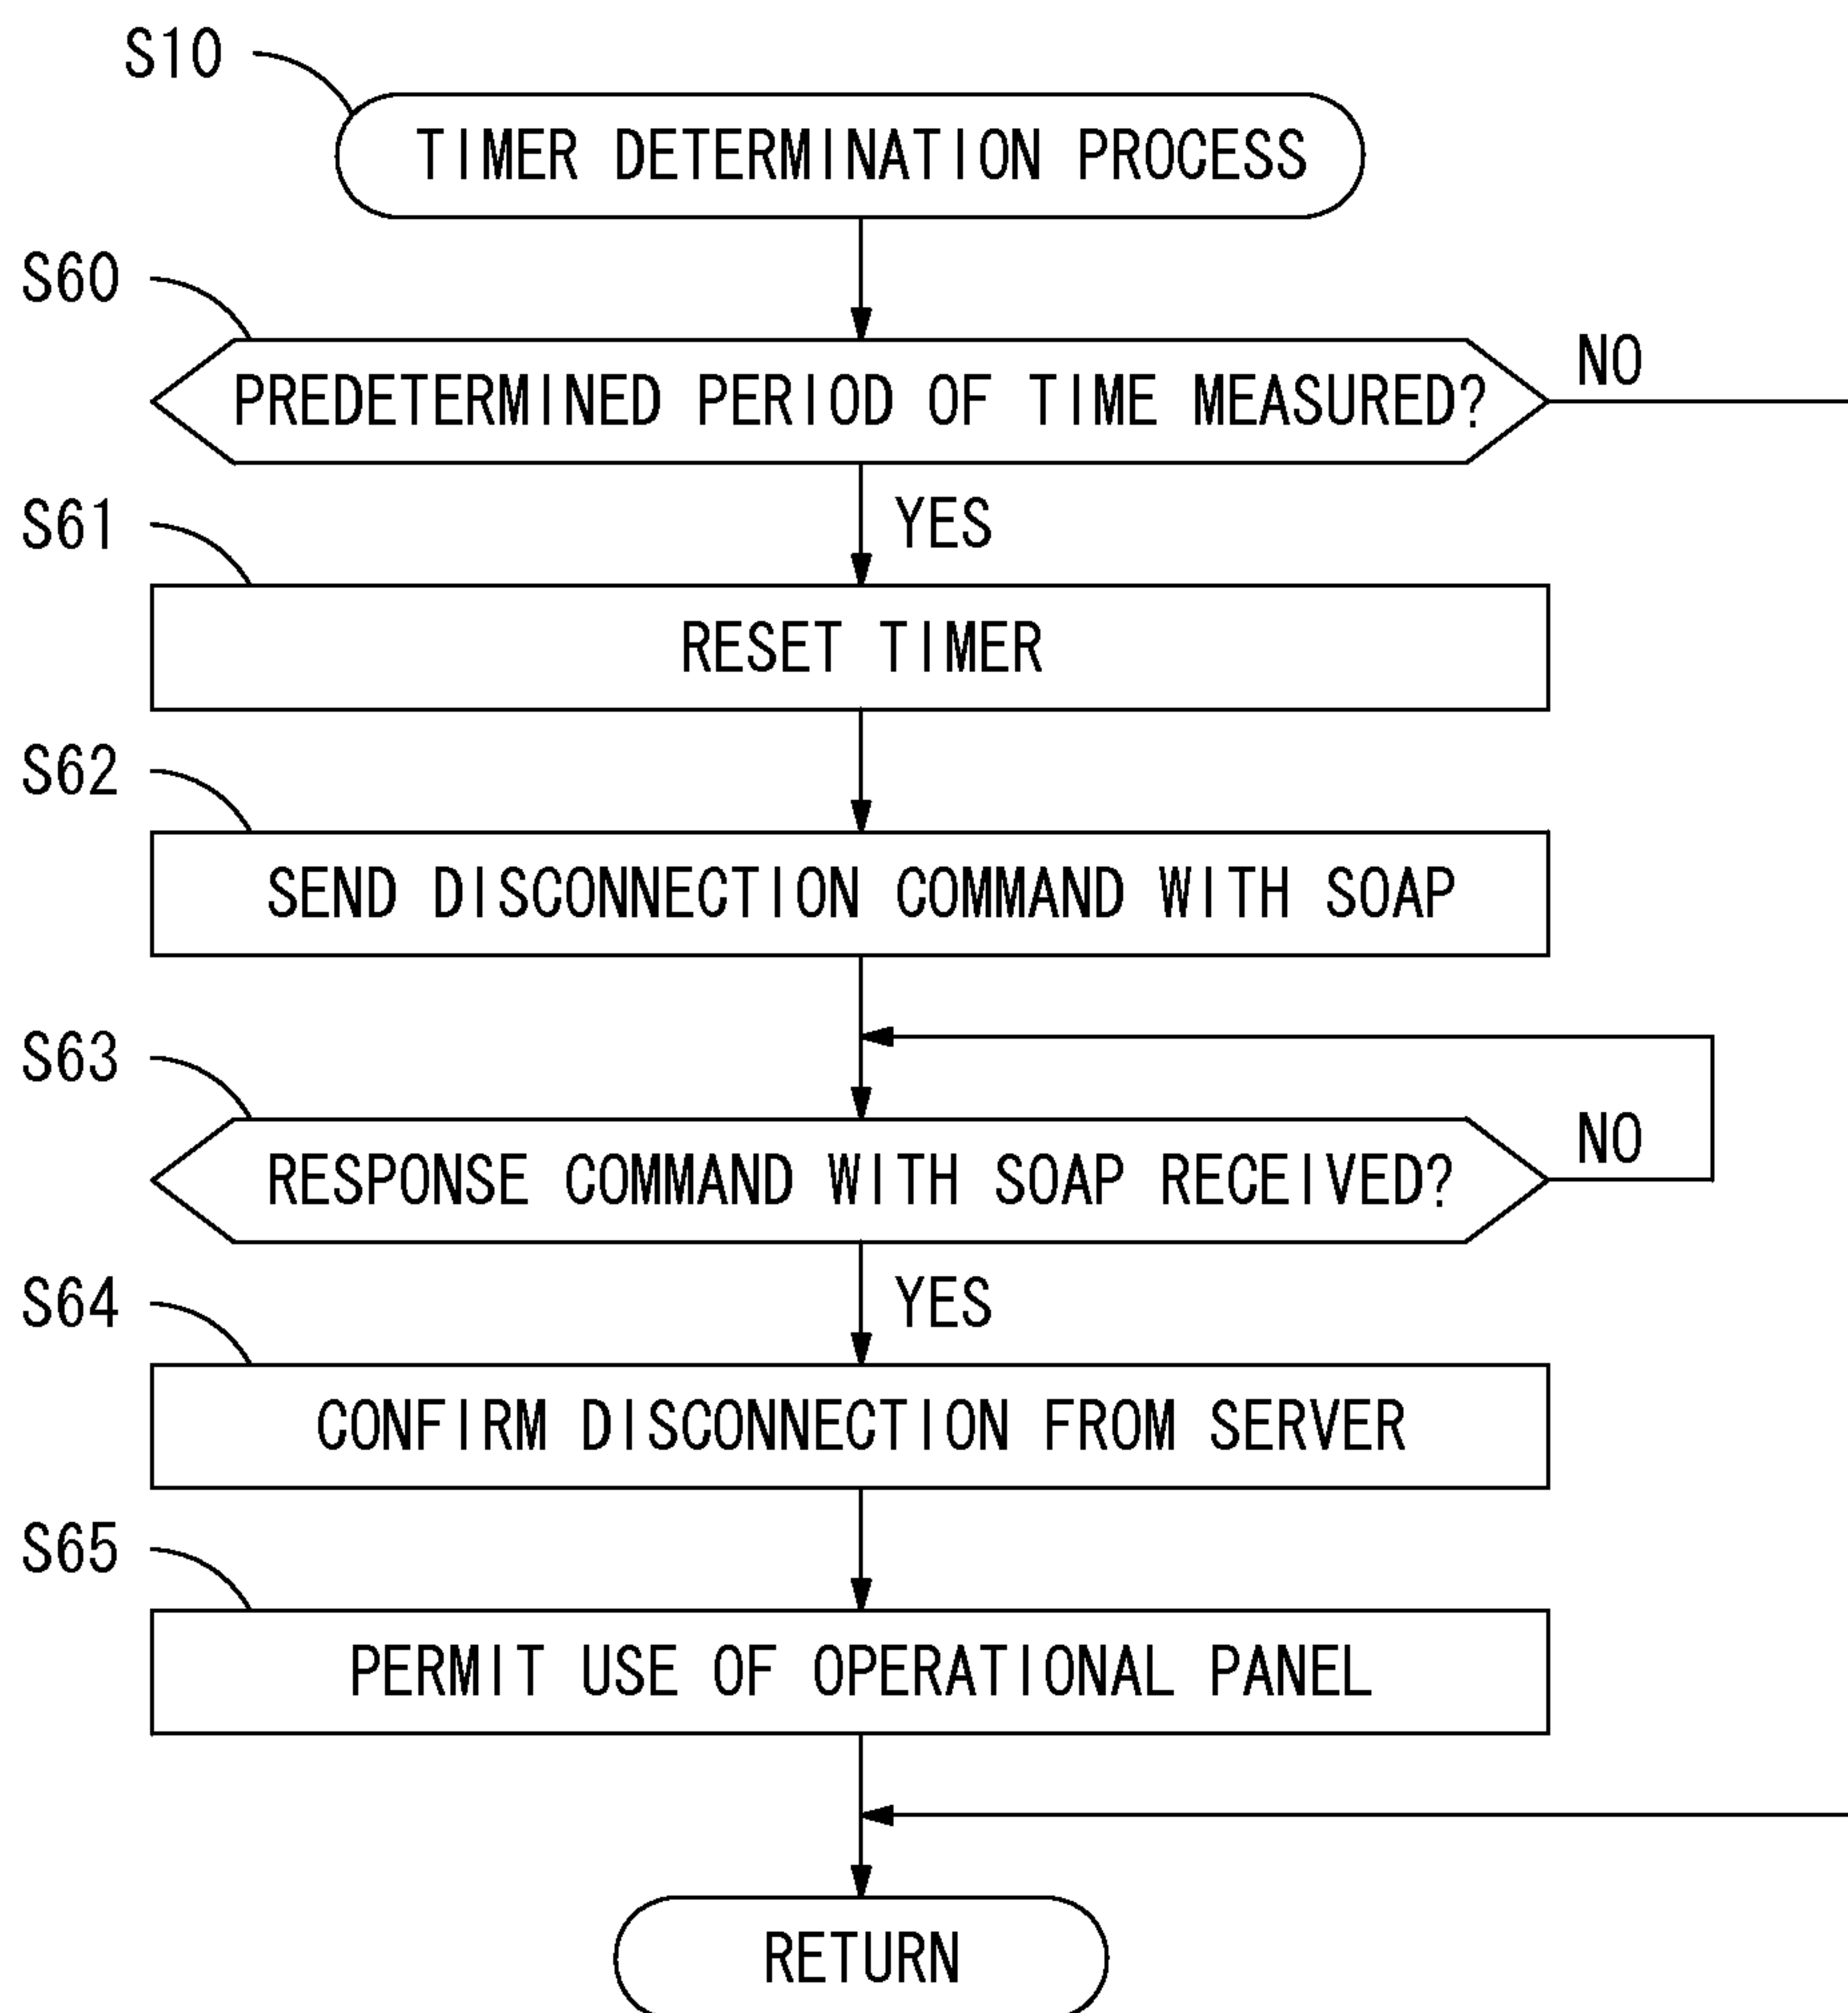 S10
TIMER DETERMINATION PROCESS
S60
PREDETERMINED PERIOD OF TIME MEASURED?
NO
YES
S61
RESET TIMER
S62
SEND DISCONNECTION COMMAND WITH SOAP
S63
RESPONSE COMMAND WITH SOAP RECEIVED?
NO
YES
S64
CONFIRM DISCONNECTION FROM SERVER
S65
PERMIT USE OF OPERATIONAL PANEL
RETURN